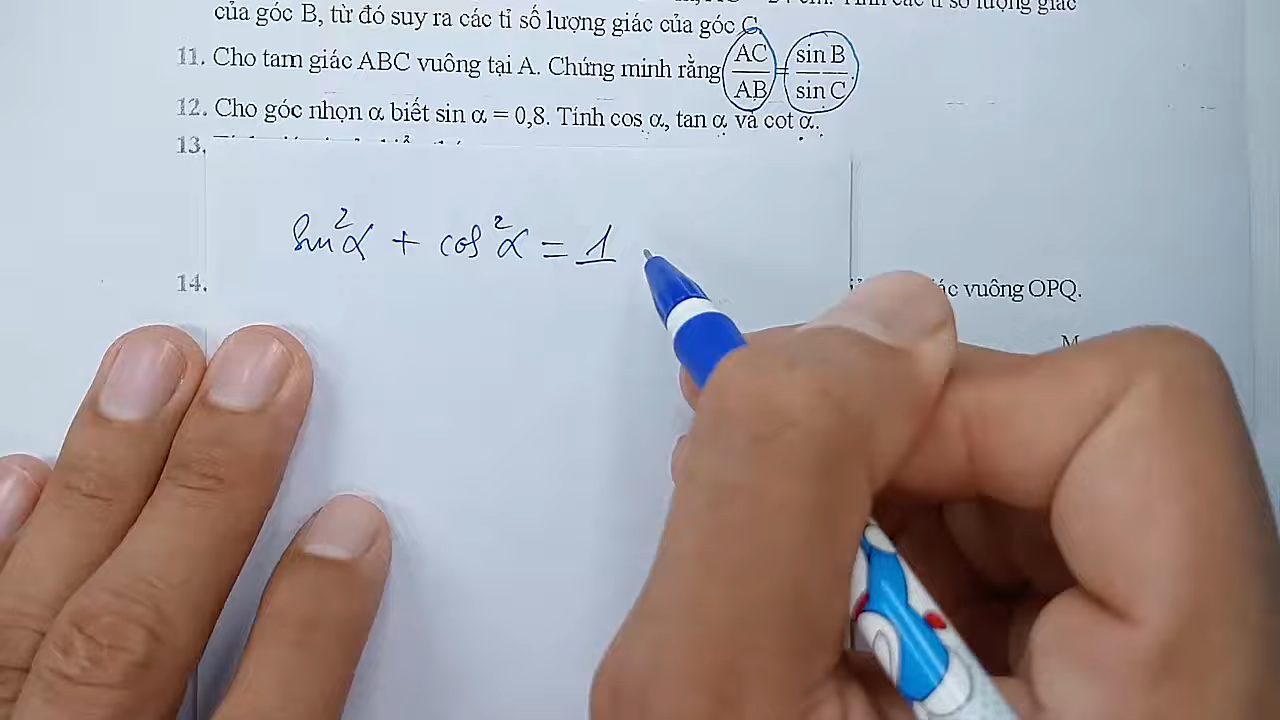 của góc B, từ đó suy ra các tỉ số lượng giác của góc C.
11. Cho tam giác ABC vuông tại A. Chứng minh rằng AC/AB = sin B/sin C.
12. Cho góc nhọn α biết sin α = 0,8. Tính cos α, tan α và cot α.
13.
sin²α + cos²α = 1
14. ác vuông OPQ.
M